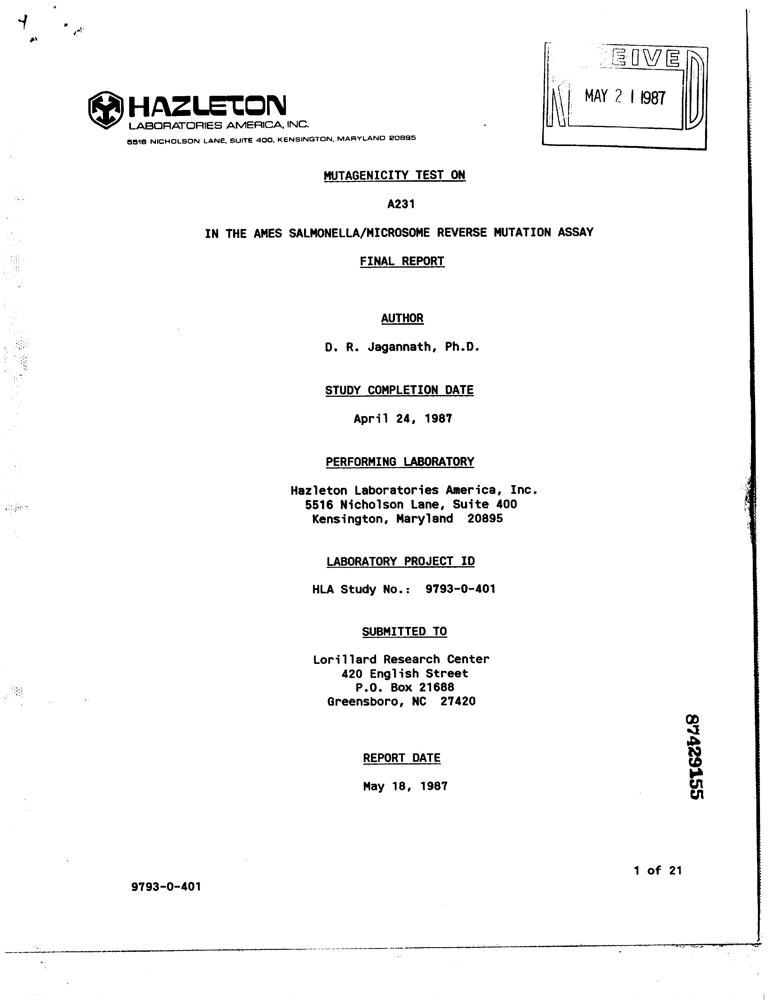 MAY 21 1987
HAZLETON
LABORATORIES AMERICA, INC.
5516 NICHOLSON LANE, SUITE 400, KENSINGTON, MARYLAND 20895
MUTAGENICITY TEST ON
A231
IN THE AMES SALMONELLA/MICROSOME REVERSE MUTATION ASSAY
FINAL REPORT
AUTHOR
D. R. Jagannath, Ph.D.
STUDY COMPLETION DATE
April 24, 1987
PERFORMING LABORATORY
Hazleton Laboratories America, Inc.
5516 Nicholson Lane, Suite 400
Kensington, Maryland 20895
LABORATORY PROJECT ID
HLA Study No.: 9793-0-401
SUBMITTED TO
Lorillard Research Center
420 English Street
P.O. Box 21688
Greensboro, NC 27420
REPORT DATE
May 18, 1987
87429155
1 of 21
9793-0-401